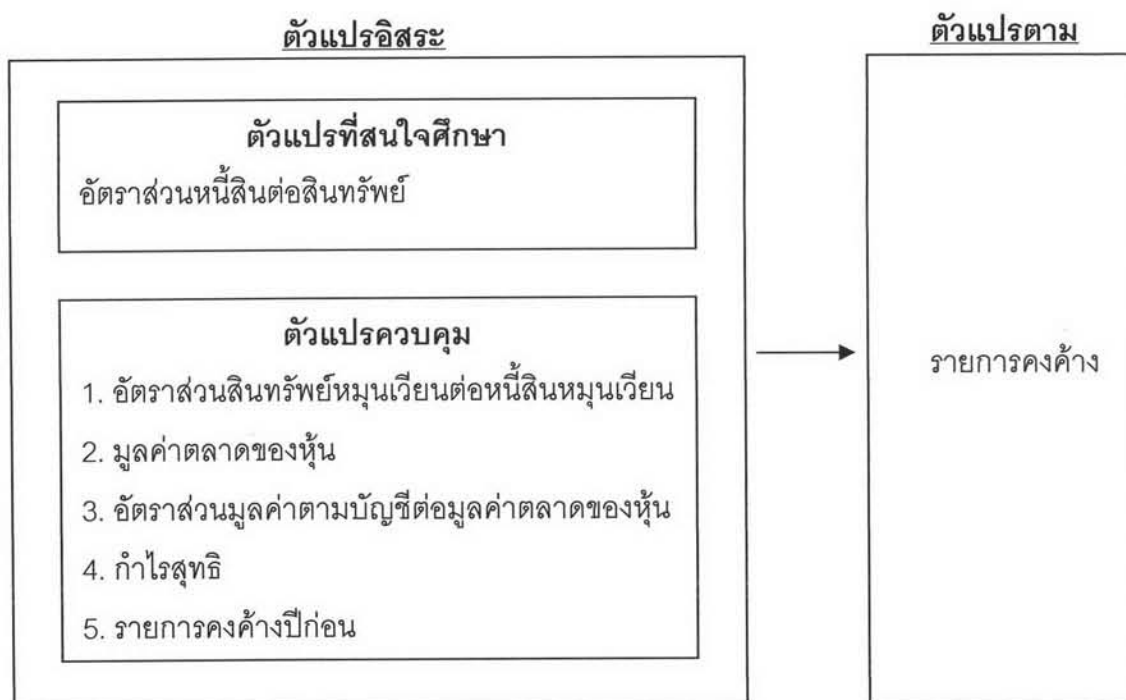 ตัวแปรอิสระ
ตัวแปรตาม
ตัวแปรที่สนใจศึกษา
อัตราส่วนหนี้สินต่อสินทรัพย์
ตัวแปรควบคุม
1. อัตราส่วนสินทรัพย์หมุนเวียนต่อหนี้สินหมุนเวียน
2. มูลค่าตลาดของหุ้น
3. อัตราส่วนมูลค่าตามบัญชีต่อมูลค่าตลาดของหุ้น
4. กำไรสุทธิ
5. รายการคงค้างปีก่อน
รายการคงค้าง